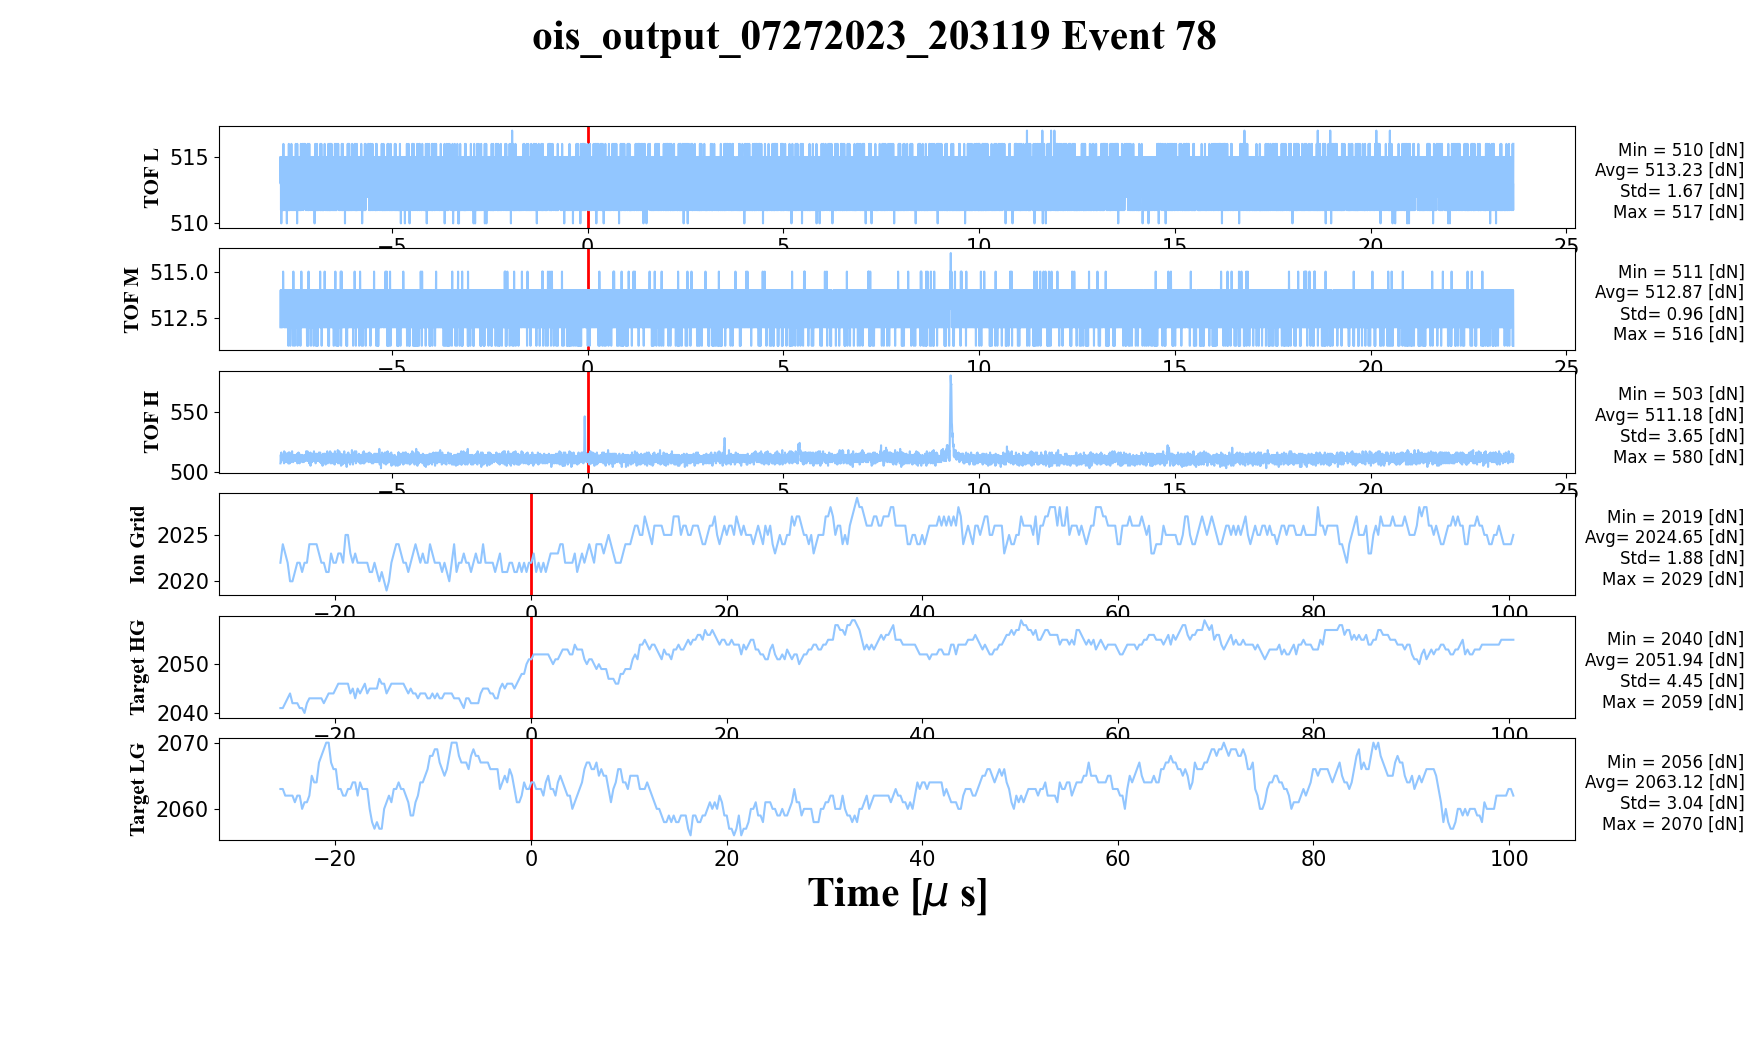 ois_output_07272023_203119 Event 78
TOF L
515
510
Min = 510 [dN]
Avg= 513.23 [dN]
Std= 1.67 [dN]
Max = 517 [dN]
−5 0 5 10 15 20 25
TOF M
515.0
512.5
Min = 511 [dN]
Avg= 512.87 [dN]
Std= 0.96 [dN]
Max = 516 [dN]
−5 0 5 10 15 20 25
TOF H
550
500
Min = 503 [dN]
Avg= 511.18 [dN]
Std= 3.65 [dN]
Max = 580 [dN]
−5 0 5 10 15 20 25
Ion Grid
2025
2020
Min = 2019 [dN]
Avg= 2024.65 [dN]
Std= 1.88 [dN]
Max = 2029 [dN]
−20 0 20 40 60 80 100
Target HG
2050
2040
Min = 2040 [dN]
Avg= 2051.94 [dN]
Std= 4.45 [dN]
Max = 2059 [dN]
−20 0 20 40 60 80 100
Target LG
2070
2060
Min = 2056 [dN]
Avg= 2063.12 [dN]
Std= 3.04 [dN]
Max = 2070 [dN]
−20 0 20 40 60 80 100
Time [μ s]